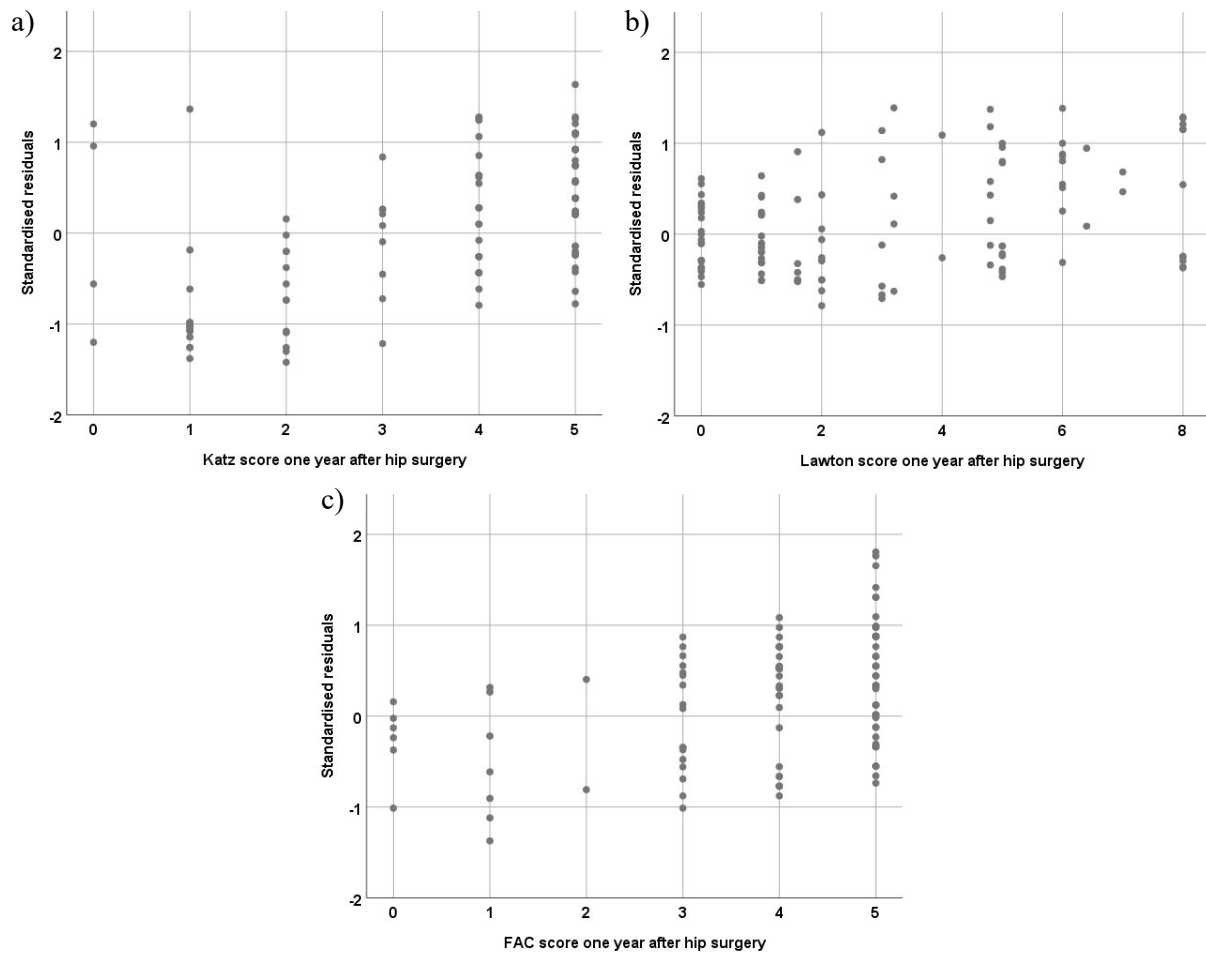 a)
2
1
0
-1
-2
Standardised residuals
0 1 2 3 4 5
Katz score one year after hip surgery
b)
2
1
0
-1
-2
Standardised residuals
0 2 4 6 8
Lawton score one year after hip surgery
c)
2
1
0
-1
-2
Standardised residuals
0 1 2 3 4 5
FAC score one year after hip surgery